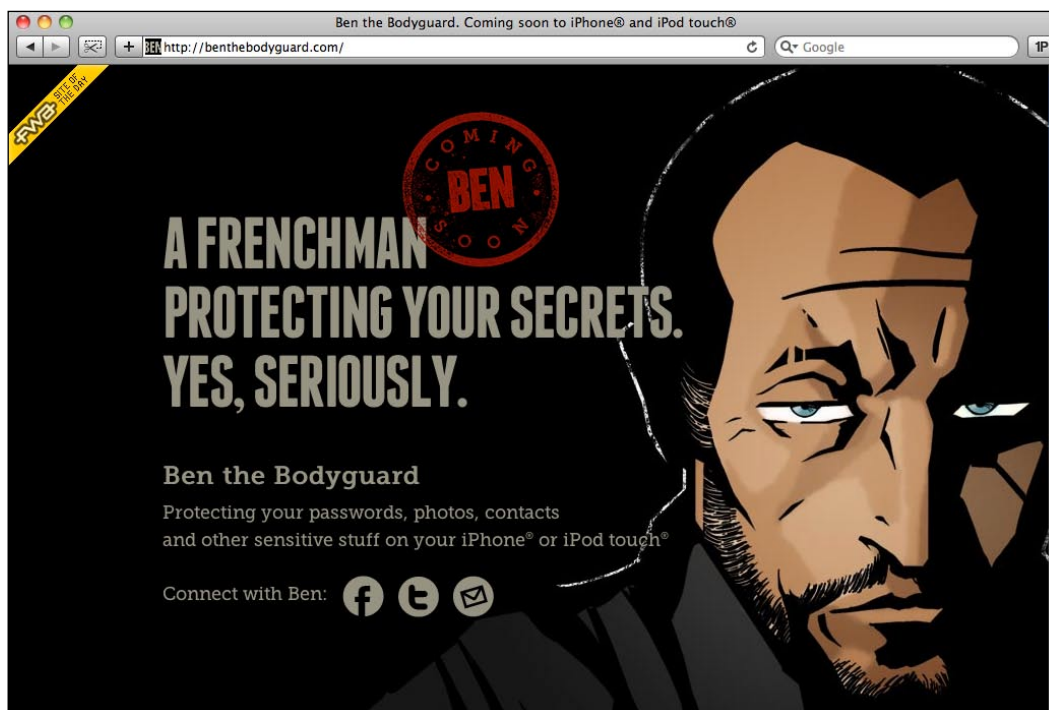 Ben the Bodyguard. Coming soon to iPhone® and iPod touch®
BEN http://benthebodyguard.com/
Google
1P
fwa SITE OF THE DAY
COMING
BEN
SOON
A FRENCHMAN
PROTECTING YOUR SECRETS.
YES, SERIOUSLY.
Ben the Bodyguard
Protecting your passwords, photos, contacts
and other sensitive stuff on your iPhone® or iPod touch®
Connect with Ben: